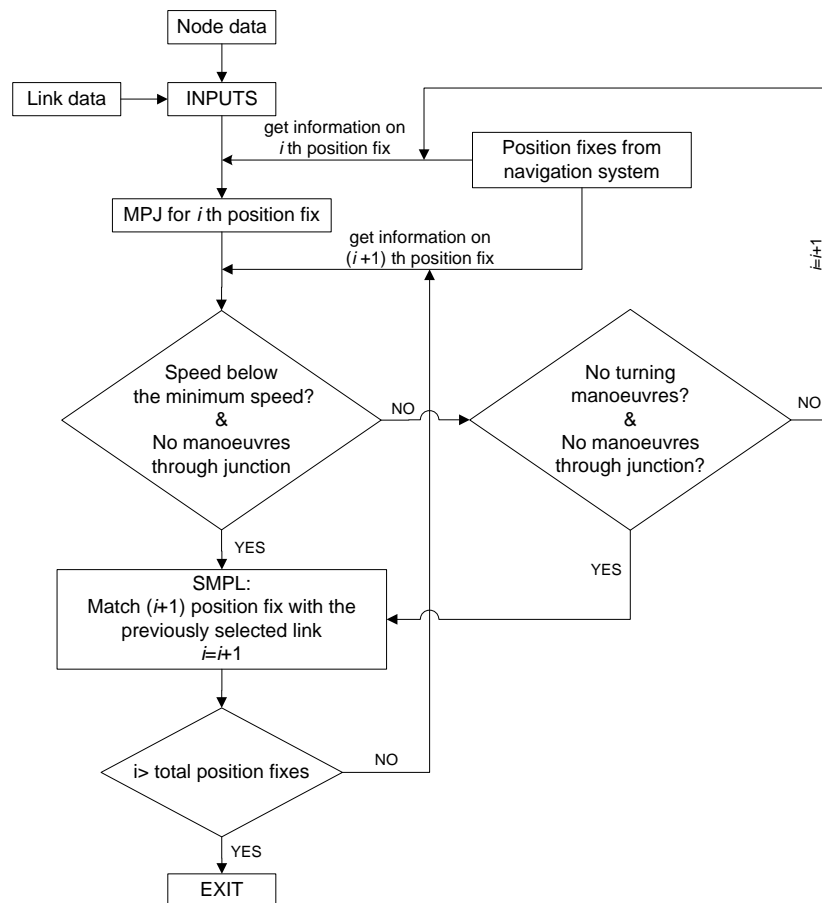 Node data
Link data
INPUTS
get information on
i th position fix
Position fixes from
navigation system
MPJ for i th position fix
get information on
(i +1) th position fix
i=i+1
Speed below
the minimum speed?
&
No manoeuvres
through junction
NO
No turning
manoeuvres?
&
No manoeuvres
through junction?
NO
YES
YES
SMPL:
Match (i+1) position fix with the
previously selected link
i=i+1
i> total position fixes
NO
YES
EXIT